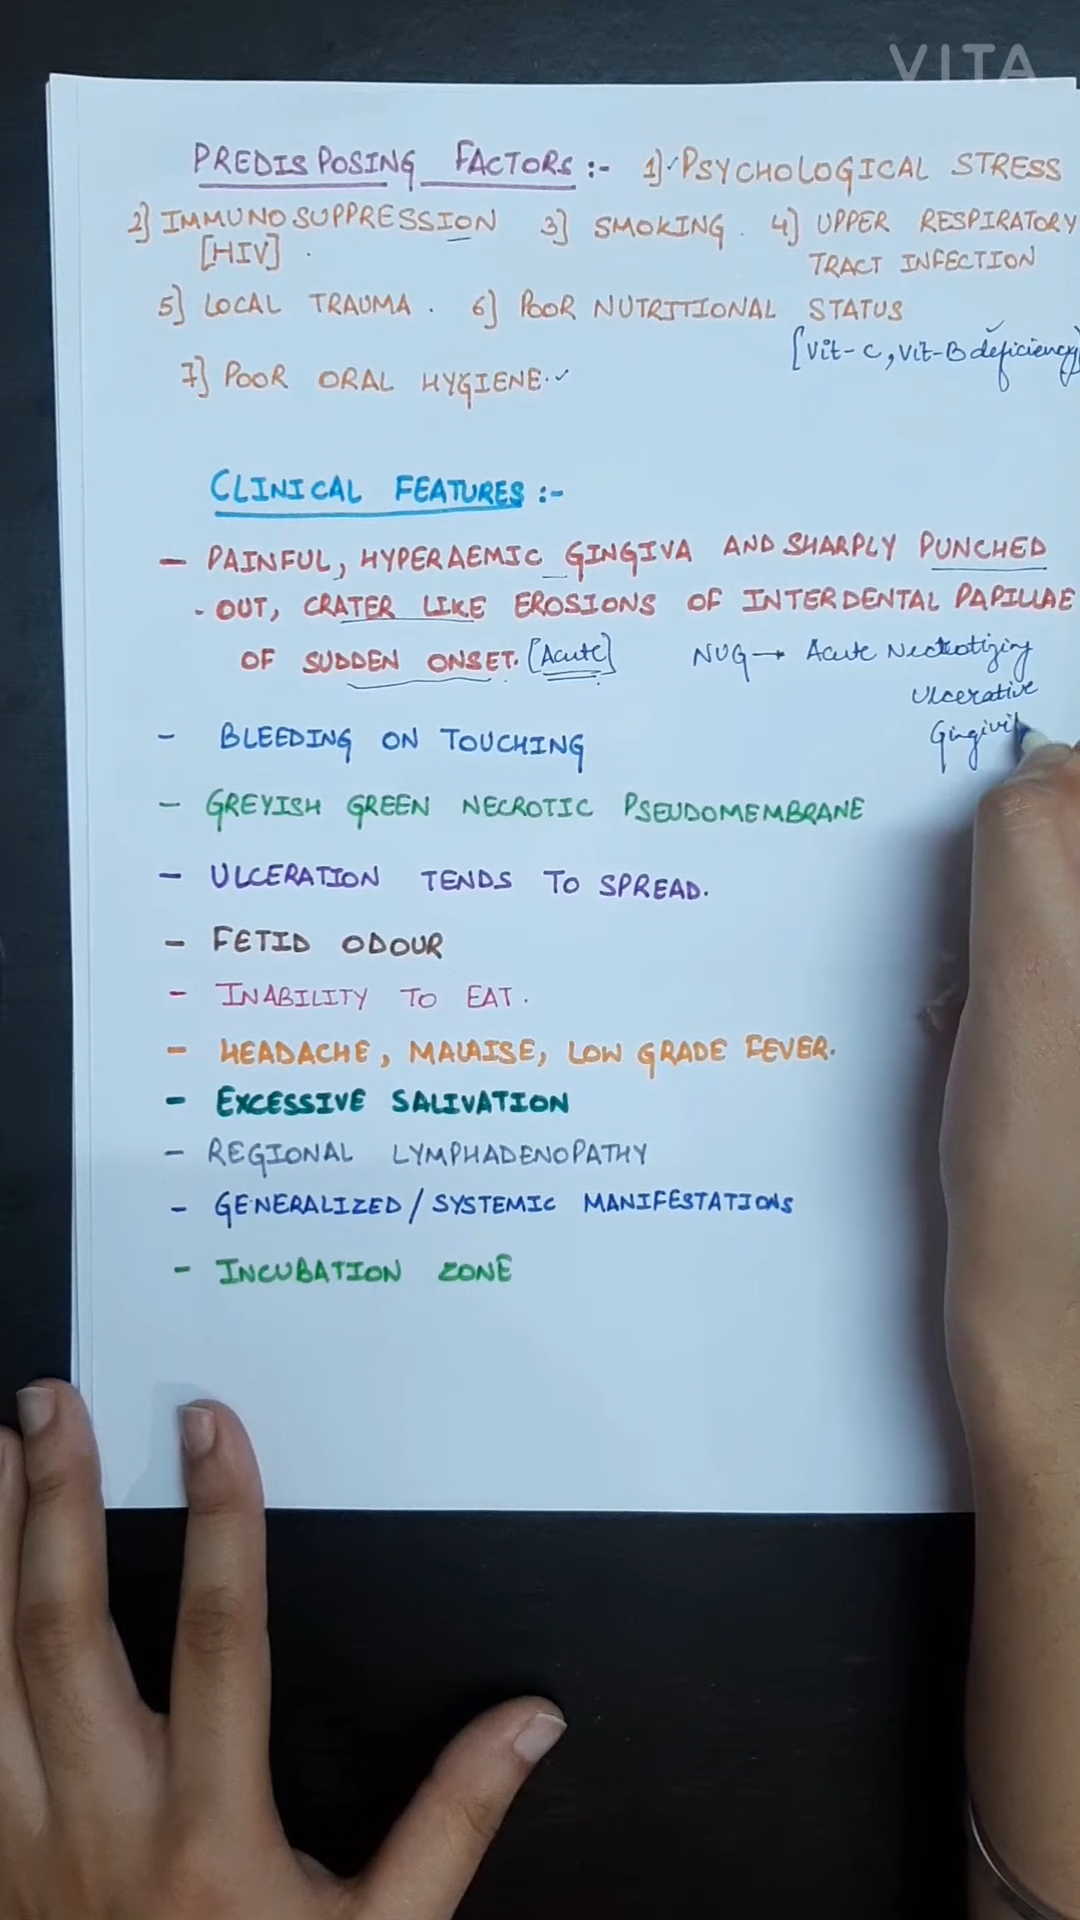 VITA
PREDISPOSING FACTORS :- 1] PSYCHOLOGICAL STRESS
2] IMMUNOSUPPRESSION 3] SMOKING. 4] UPPER RESPIRATORY
[HIV]. TRACT INFECTION
5] LOCAL TRAUMA. 6] POOR NUTRITIONAL STATUS
[Vit-C, Vit-B deficiency]
7] POOR ORAL HYGIENE.
CLINICAL FEATURES :-
- PAINFUL, HYPERAEMIC GINGIVA AND SHARPLY PUNCHED
- OUT, CRATER LIKE EROSIONS OF INTERDENTAL PAPILLAE
OF SUDDEN ONSET. [Acute] NUG → Acute Necrotizing
Ulcerative
Gingivi
- BLEEDING ON TOUCHING
- GREYISH GREEN NECROTIC PSEUDOMEMBRANE
- ULCERATION TENDS TO SPREAD.
- FETID ODOUR
- INABILITY TO EAT.
- HEADACHE, MALAISE, LOW GRADE FEVER.
- EXCESSIVE SALIVATION
- REGIONAL LYMPHADENOPATHY
- GENERALIZED/SYSTEMIC MANIFESTATIONS
- INCUBATION ZONE